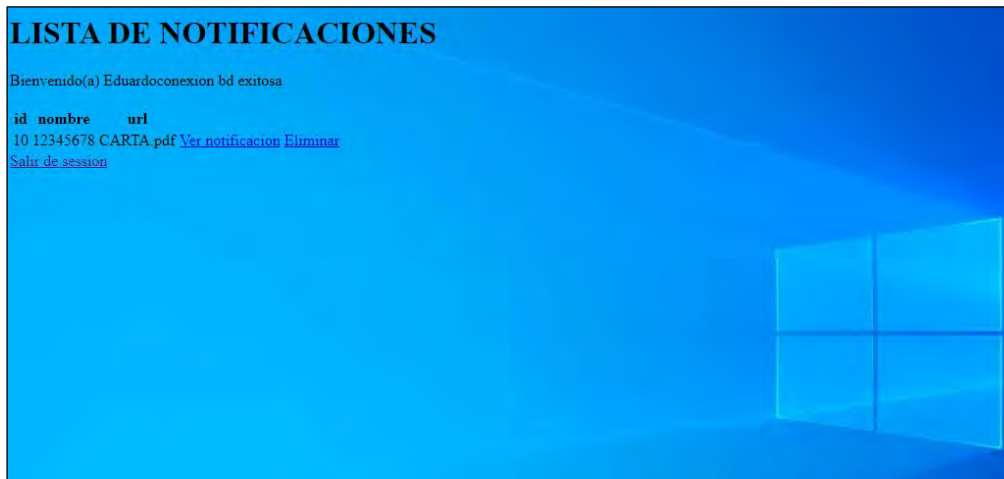 LISTA DE NOTIFICACIONES
Bienvenido(a) Eduardoconexion bd exitosa
id nombre url
10 12345678 CARTA.pdf Ver notificacion Eliminar
Salir de session